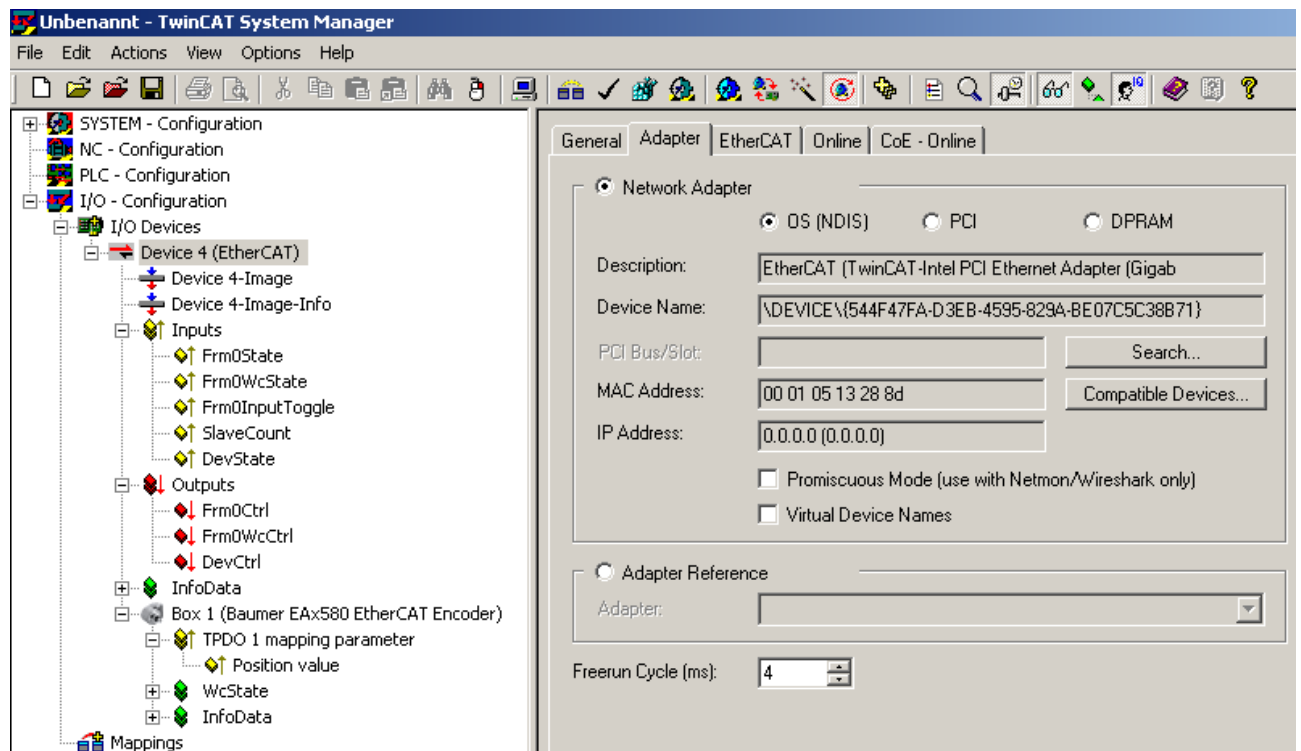 Unbenannt - TwinCAT System Manager
File Edit Actions View Options Help
SYSTEM - Configuration
NC - Configuration
PLC - Configuration
I/O - Configuration
I/O Devices
Device 4 (EtherCAT)
Device 4-Image
Device 4-Image-Info
Inputs
Frm0State
Frm0WcState
Frm0InputToggle
SlaveCount
DevState
Outputs
Frm0Ctrl
Frm0WcCtrl
DevCtrl
InfoData
Box 1 (Baumer EAx580 EtherCAT Encoder)
TPDO 1 mapping parameter
Position value
WcState
InfoData
Mappings
General Adapter EtherCAT Online CoE - Online
Network Adapter
OS (NDIS) PCI DPRAM
Description: EtherCAT (TwinCAT-Intel PCI Ethernet Adapter (Gigab
Device Name: \DEVICE\{544F47FA-D3EB-4595-829A-BE07C5C38B71}
PCI Bus/Slot: Search...
MAC Address: 00 01 05 13 28 8d Compatible Devices...
IP Address: 0.0.0.0 (0.0.0.0)
Promiscuous Mode (use with Netmon/Wireshark only)
Virtual Device Names
Adapter Reference
Adapter:
Freerun Cycle (ms): 4